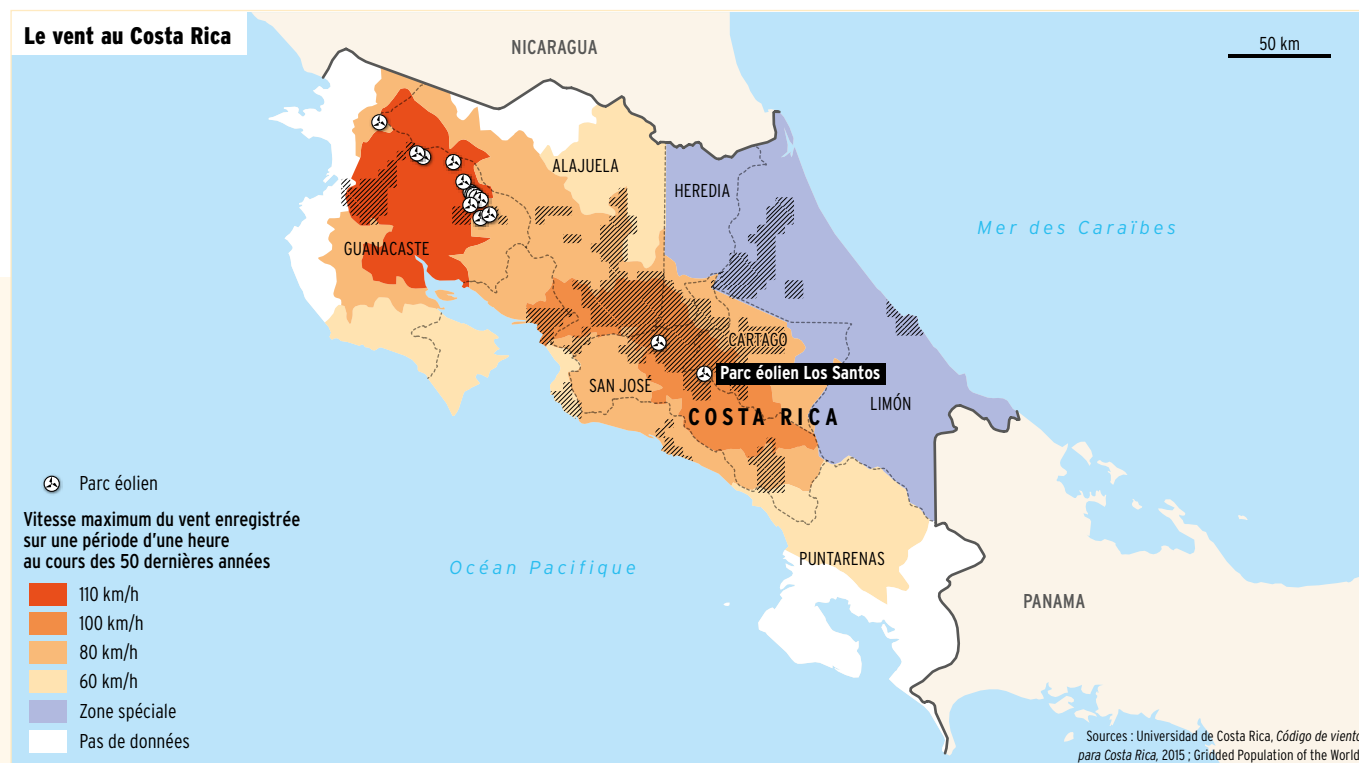 Le vent au Costa Rica
NICARAGUA
50 km
ALAJUELA
HEREDIA
Mer des Caraïbes
GUANACASTE
CARTAGO
Parc éolien Los Santos
SAN JOSÉ
LIMÓN
COSTA RICA
Parc éolien
Vitesse maximum du vent enregistrée
sur une période d'une heure
au cours des 50 dernières années
110 km/h
100 km/h
80 km/h
60 km/h
Zone spéciale
Pas de données
Océan Pacifique
PUNTARENAS
PANAMA
Sources : Universidad de Costa Rica, Código de viento
para Costa Rica, 2015 ; Gridded Population of the World